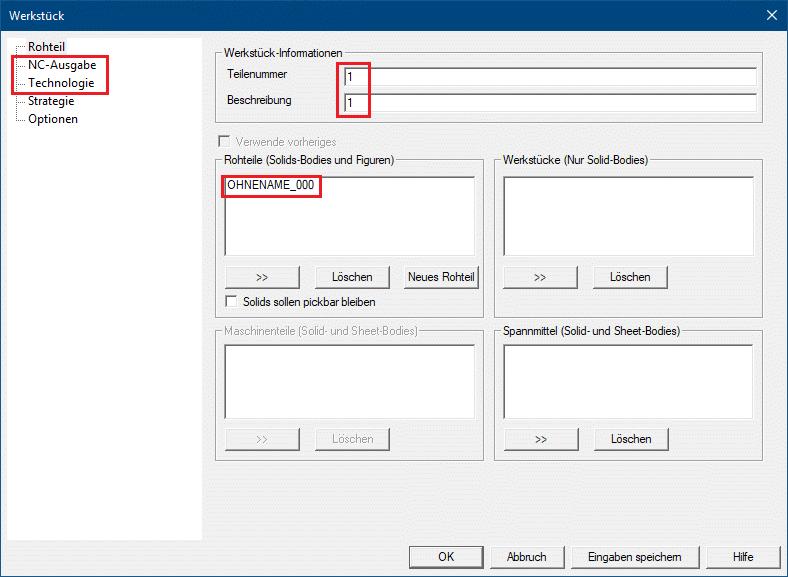 Werkstück
Rohteil
NC-Ausgabe
Technologie
Strategie
Optionen
Werkstück-Informationen
Teilenummer
1
Beschreibung
1
Verwende vorheriges
Rohteile (Solids-Bodies und Figuren)
OHNENAME_000
>> Löschen Neues Rohteil
Solids sollen pickbar bleiben
Werkstücke (Nur Solid-Bodies)
>> Löschen
Maschinenteile (Solid- und Sheet-Bodies)
>> Löschen
Spannmittel (Solid- und Sheet-Bodies)
>> Löschen
OK Abbruch Eingaben speichern Hilfe